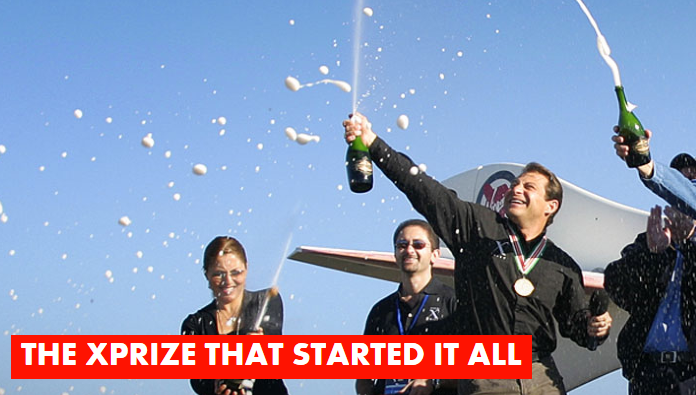 THE XPRIZE THAT STARTED IT ALL